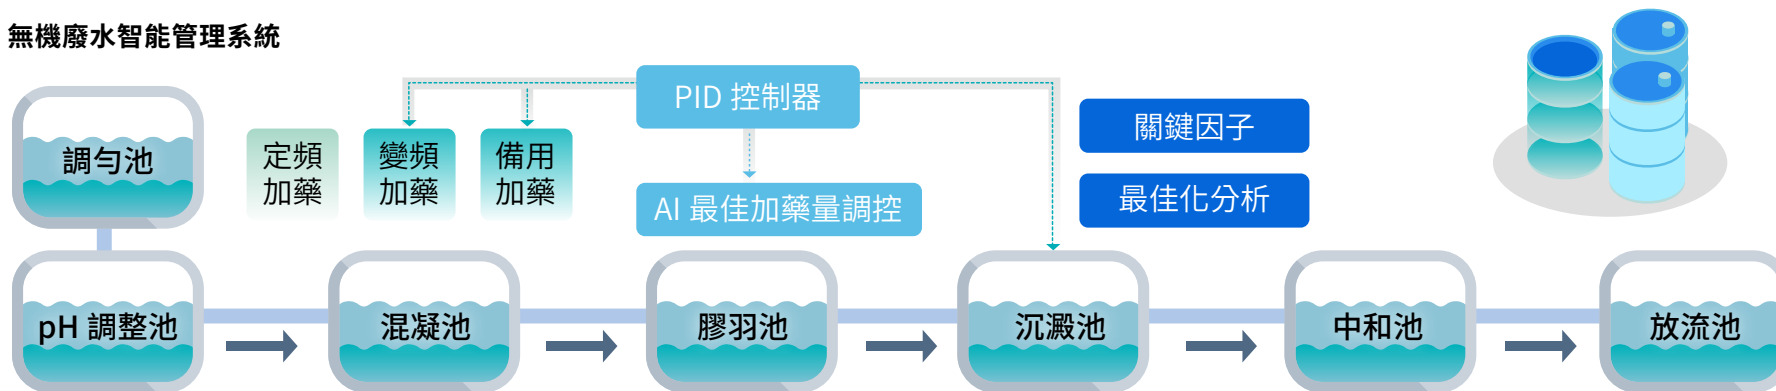 無機廢水智能管理系統
調勻池
定頻
加藥
變頻
加藥
備用
加藥
PID 控制器
AI 最佳加藥量調控
關鍵因子
最佳化分析
pH 調整池
混凝池
膠羽池
沉澱池
中和池
放流池